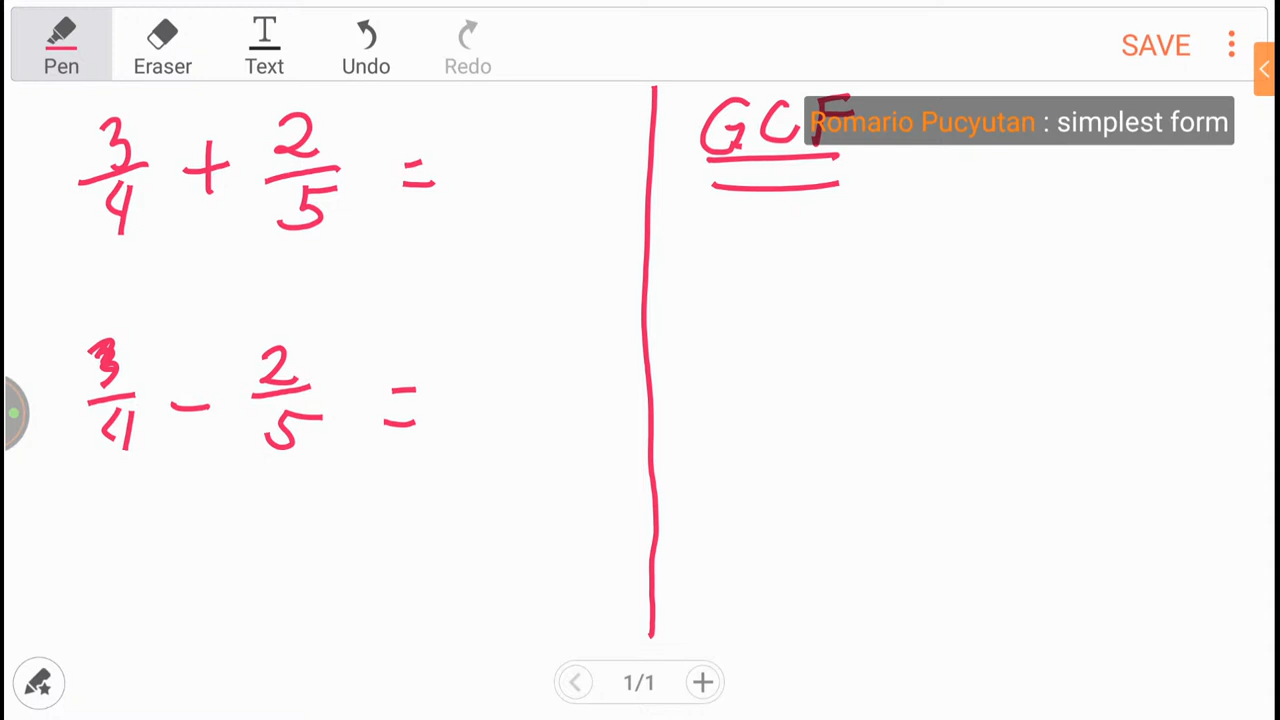 Pen Eraser Text Undo Redo SAVE
3/4 + 2/5 =
GCF
Romario Pucyutan : simplest form
3/4 - 2/5 =
1/1